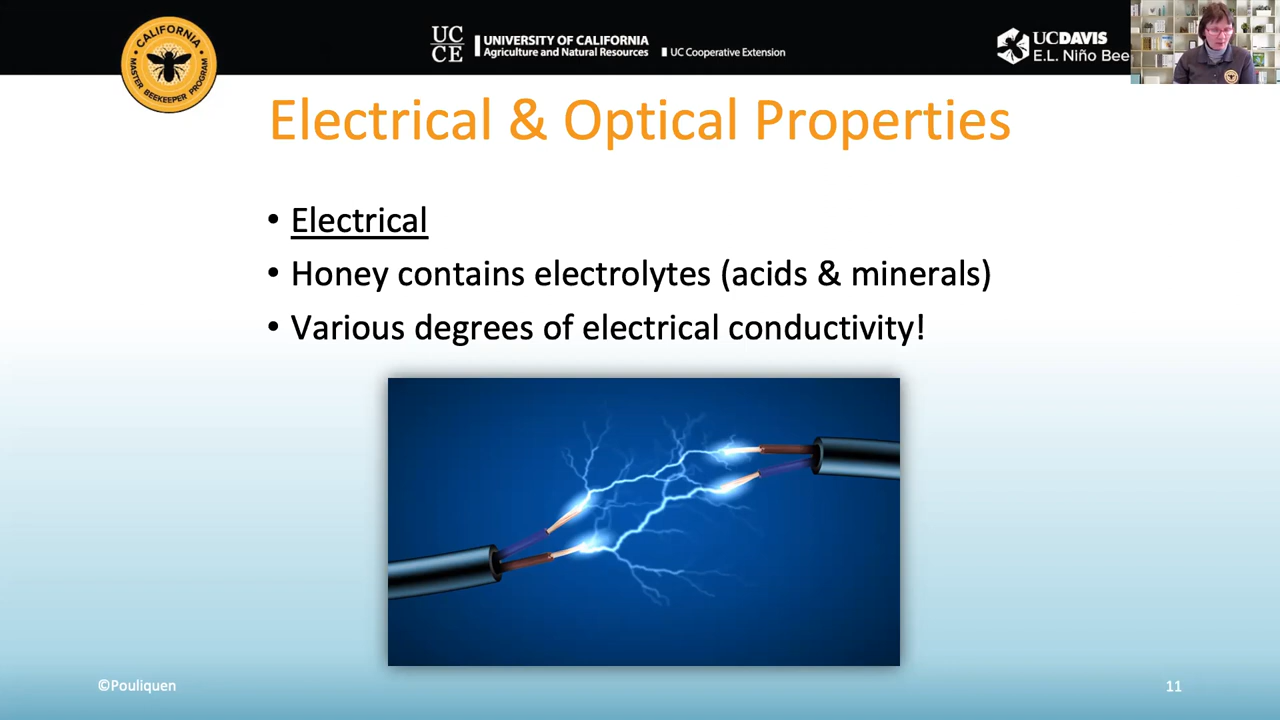 CALIFORNIA
MASTER BEEKEEPER PROGRAM
UC
CE
UNIVERSITY OF CALIFORNIA
Agriculture and Natural Resources
UC Cooperative Extension
UCDAVIS
E.L. Niño Bee
Electrical & Optical Properties
• Electrical
• Honey contains electrolytes (acids & minerals)
• Various degrees of electrical conductivity!
©Pouliquen
11